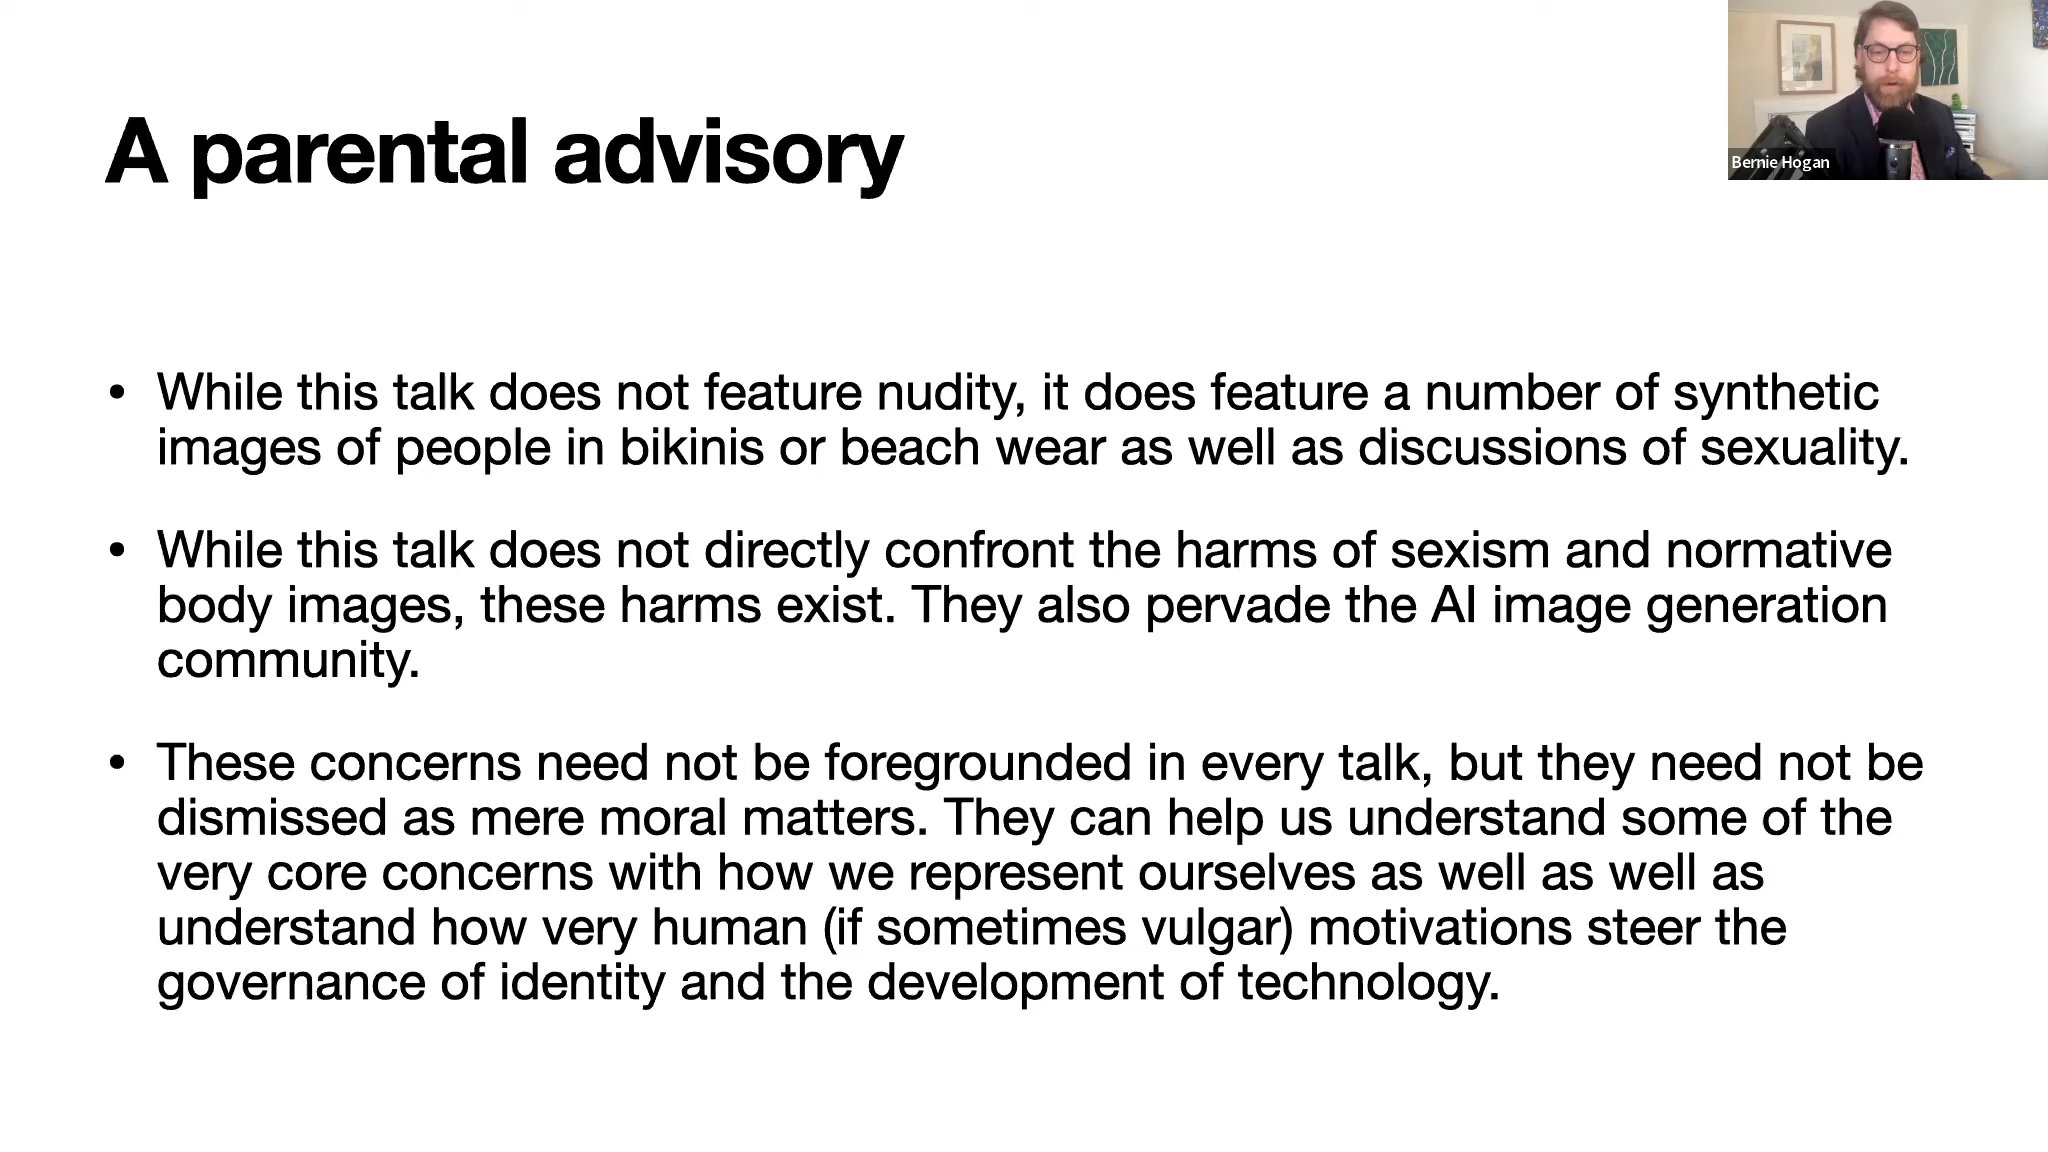 A parental advisory
Bernie Hogan
• While this talk does not feature nudity, it does feature a number of synthetic
images of people in bikinis or beach wear as well as discussions of sexuality.
• While this talk does not directly confront the harms of sexism and normative
body images, these harms exist. They also pervade the AI image generation
community.
• These concerns need not be foregrounded in every talk, but they need not be
dismissed as mere moral matters. They can help us understand some of the
very core concerns with how we represent ourselves as well as well as
understand how very human (if sometimes vulgar) motivations steer the
governance of identity and the development of technology.